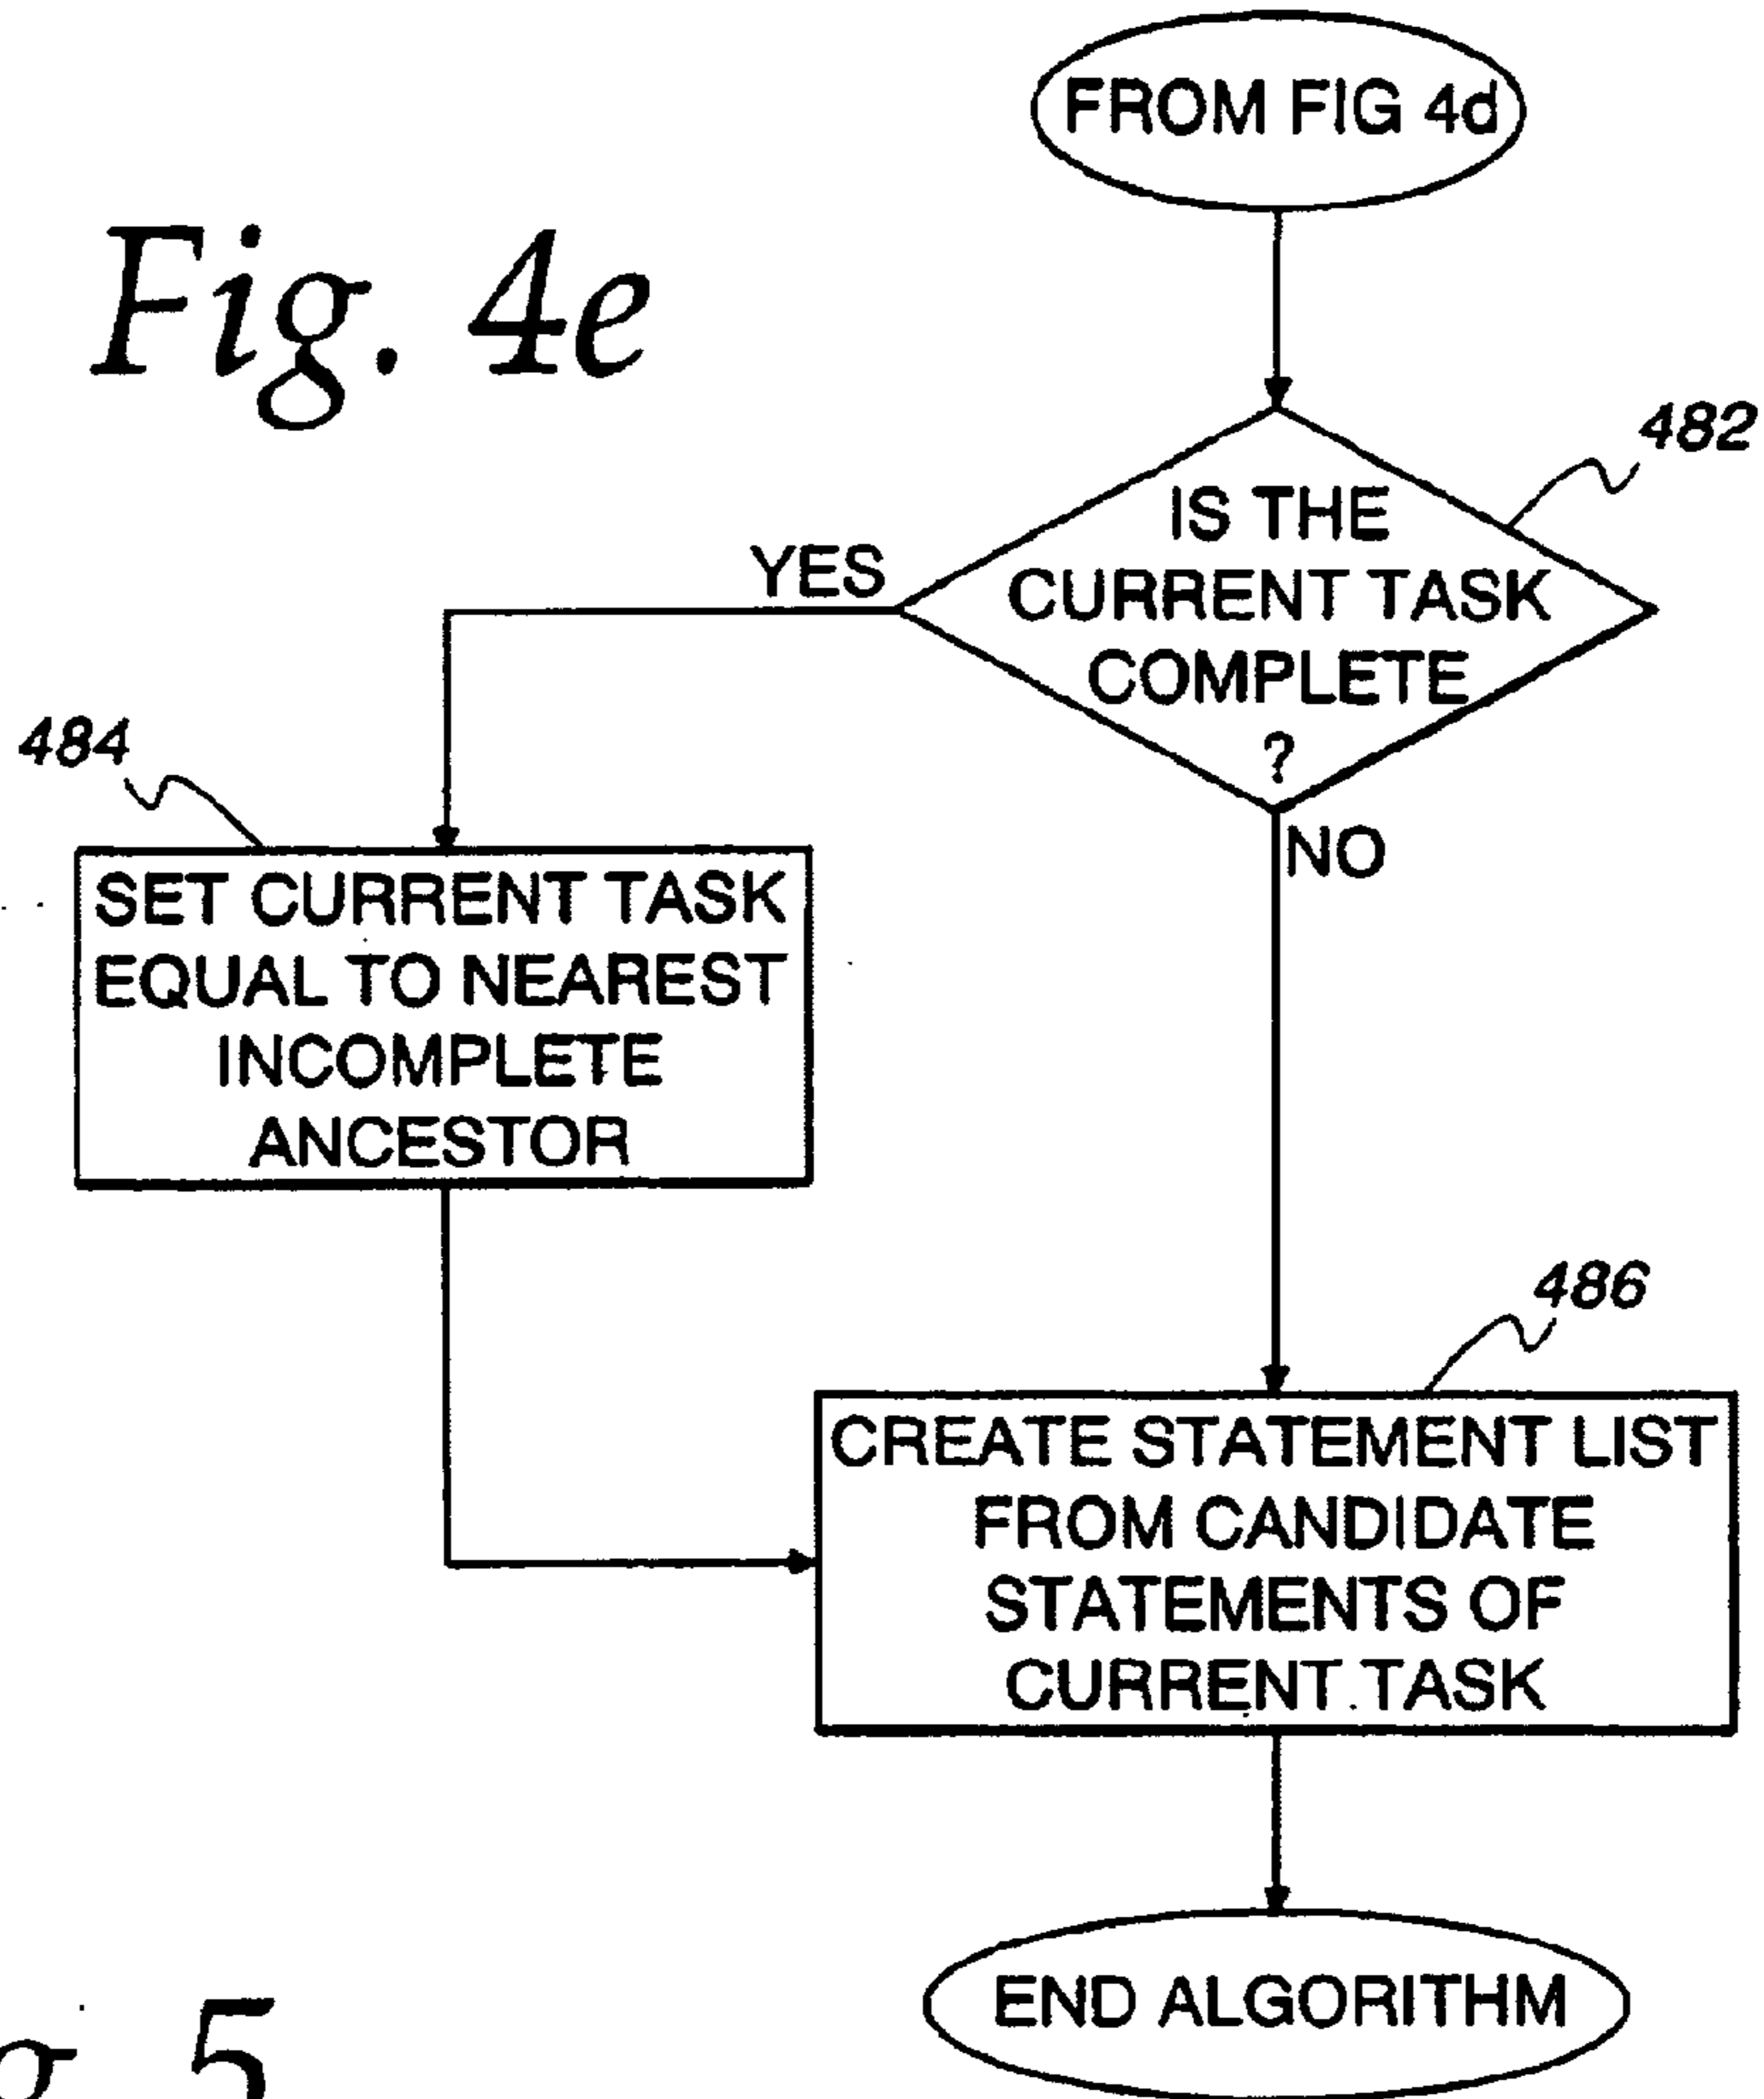 FROM FIG 4d
Fig. 4e
482
IS THE
CURRENT TASK
COMPLETE
?
YES
NO
484
SET CURRENT TASK
EQUAL TO NEAREST
INCOMPLETE
ANCESTOR
486
CREATE STATEMENT LIST
FROM CANDIDATE
STATEMENTS OF
CURRENT TASK
END ALGORITHM
5